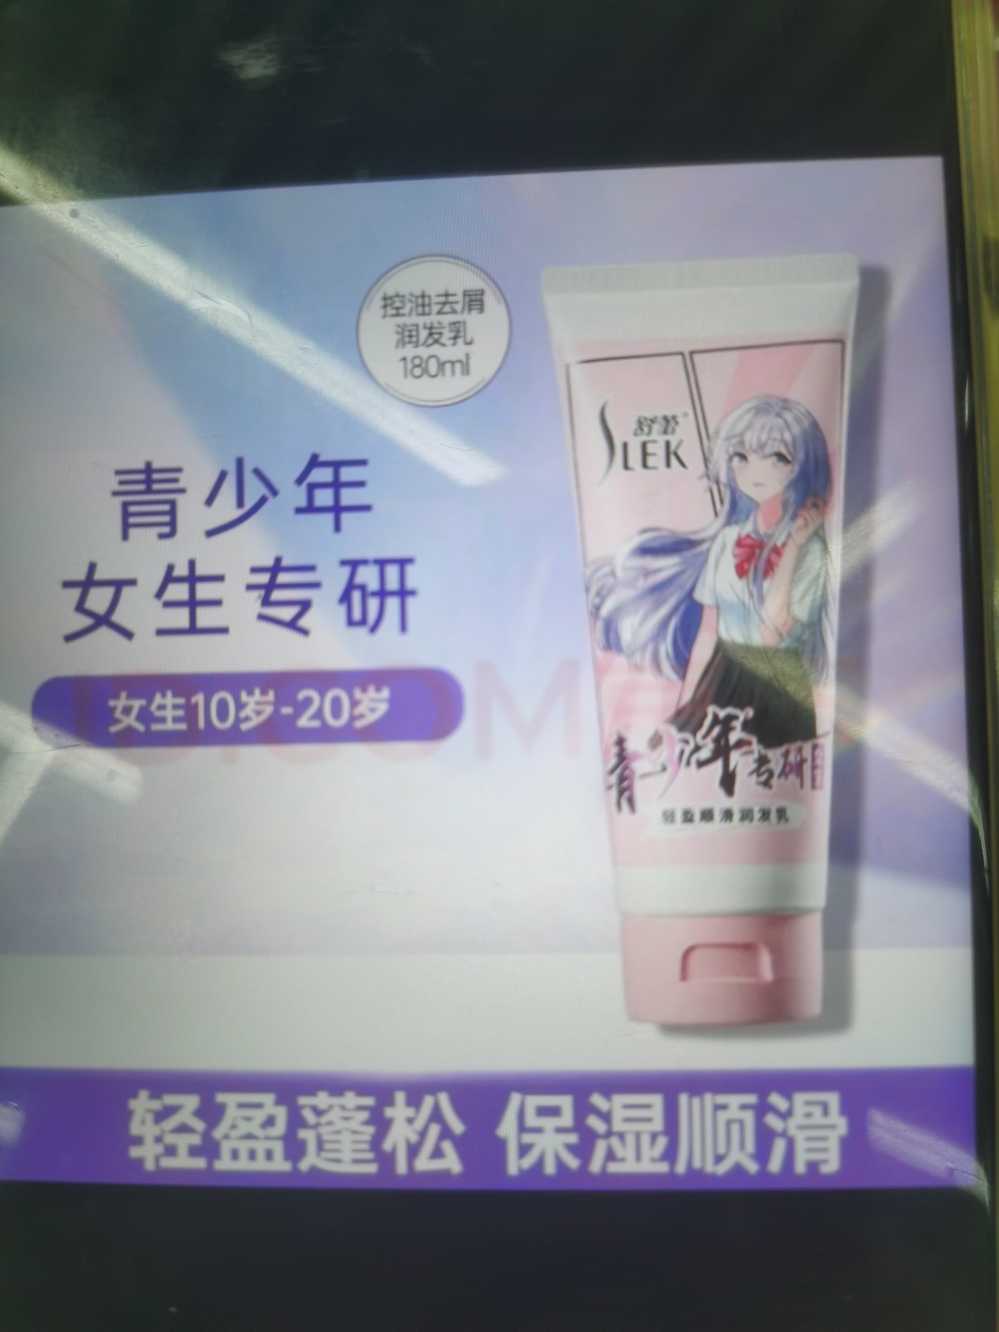 控油去屑
润发乳
180ml
舒蕾®
SLEK
青少年
女生专研
女生10岁-20岁
JD.COM
青少年专研
轻盈顺滑润发乳
轻盈蓬松 保湿顺滑